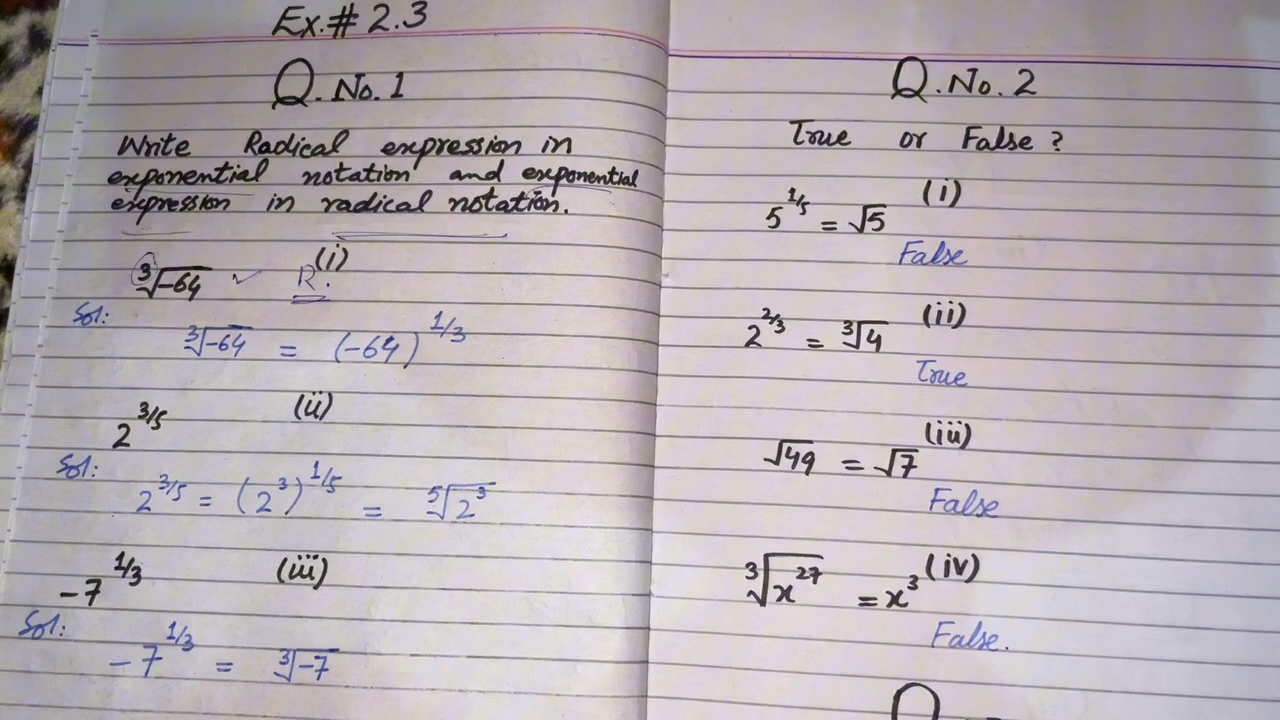 Ex.# 2.3
Q. No. 1
Write Radical expression in
exponential notation and exponential
expression in radical notation.
(i)
∛-64 ✓ R.
Sol:
∛-64 = (-64)^1/3
2^3/5 (ii)
Sol:
2^3/5 = (2^3)^1/5 = ⁵√2^3
-7^1/3 (iii)
Sol:
-7^1/3 = ∛-7
Q. No. 2
True or False ?
5^1/5 = √5 (i)
False
2^2/3 = ∛4 (ii)
True
√49 = √7 (iii)
False
∛x^27 = x^3 (iv)
False.